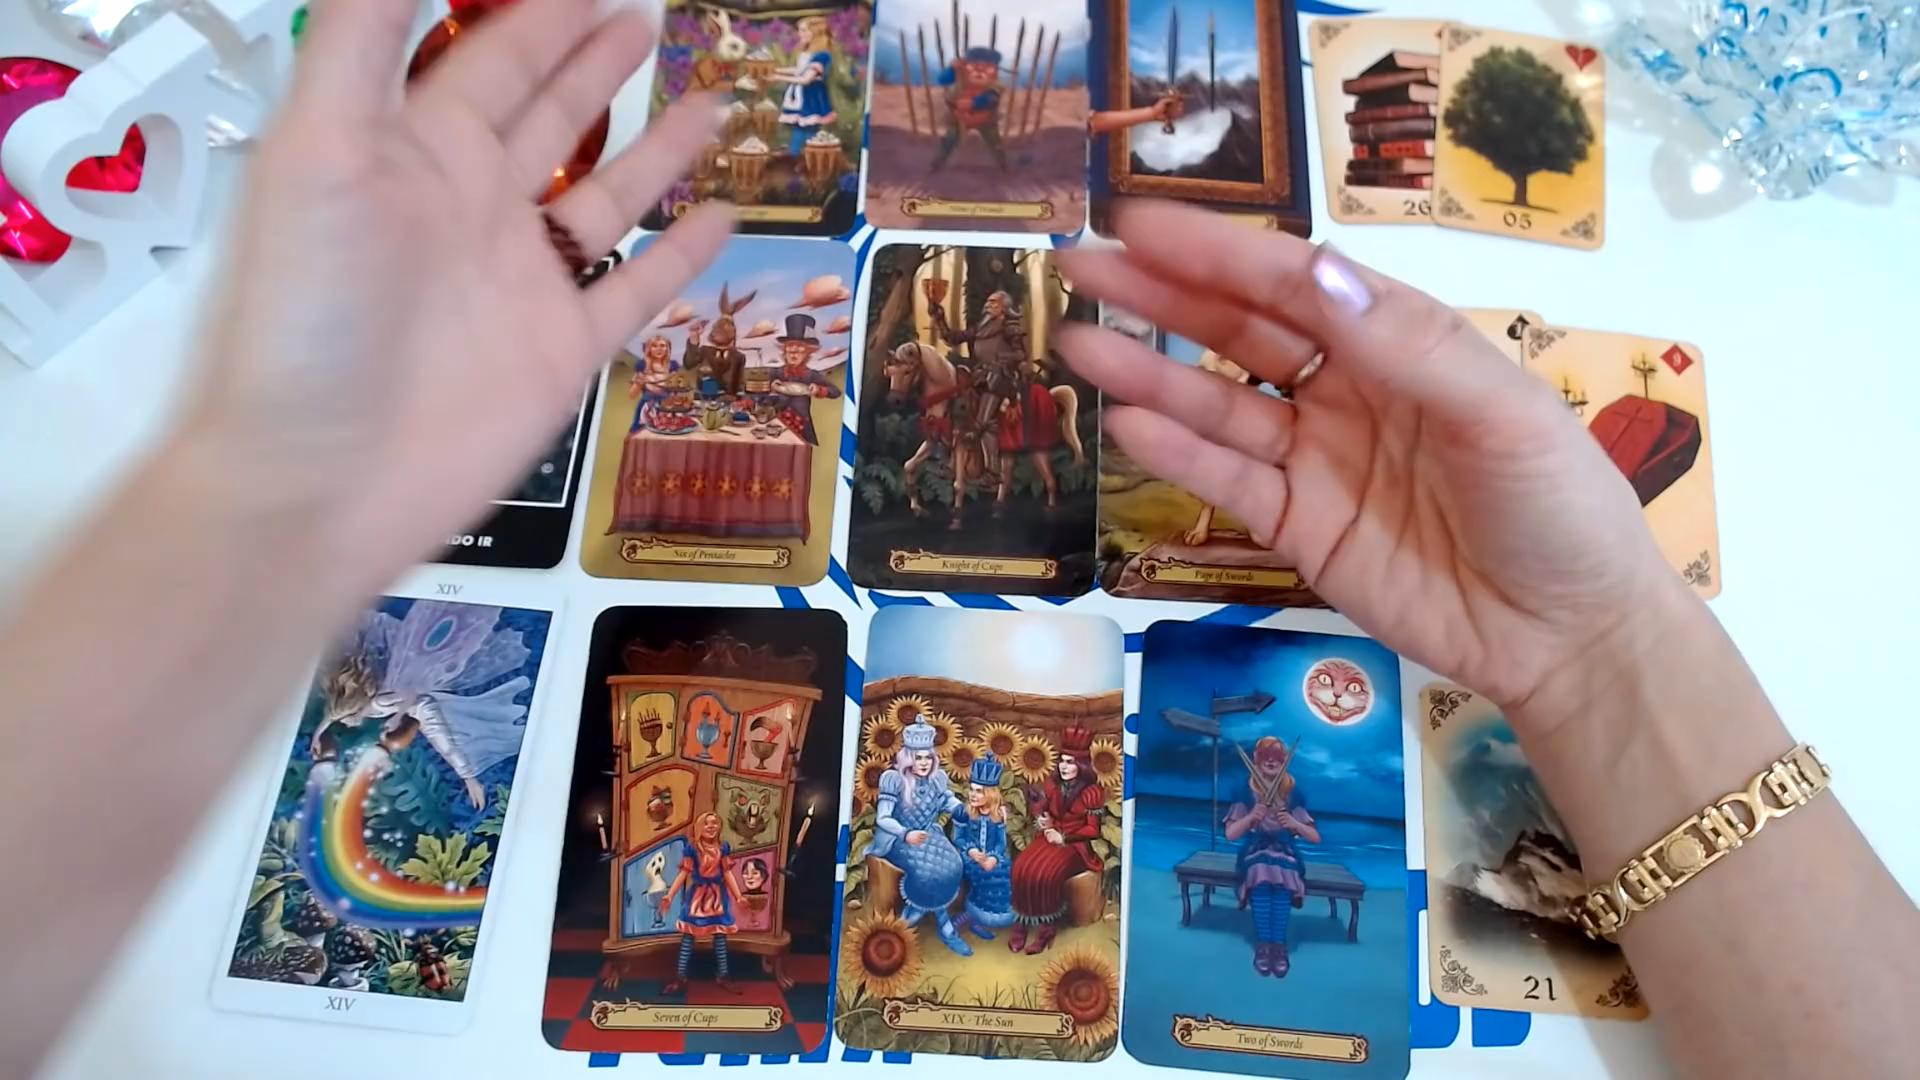 26
05
9
DO IR
Six of Pentacles
Knight of Cups
Page of Swords
XIV
XIV
Seven of Cups
XIX - The Sun
Two of Swords
21